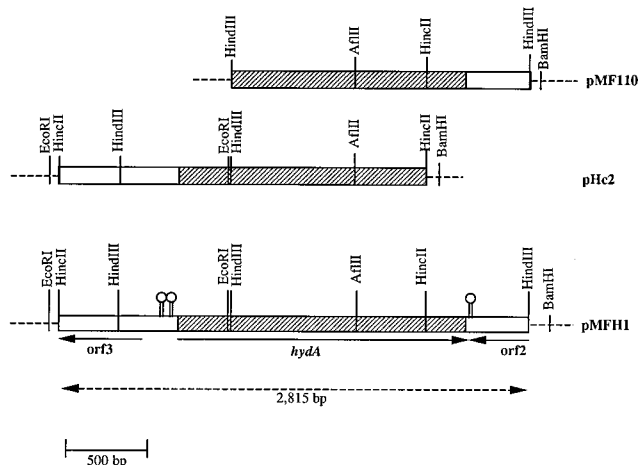 HindIII AflII HincII HindIII BamHI
pMF110
EcoRI HincII HindIII EcoRI HindIII AflII HincII BamHI
pHc2
EcoRI HincII HindIII EcoRI HindIII AflII HincII HindIII BamHI
pMFH1
orf3 hydA orf2
2,815 bp
500 bp